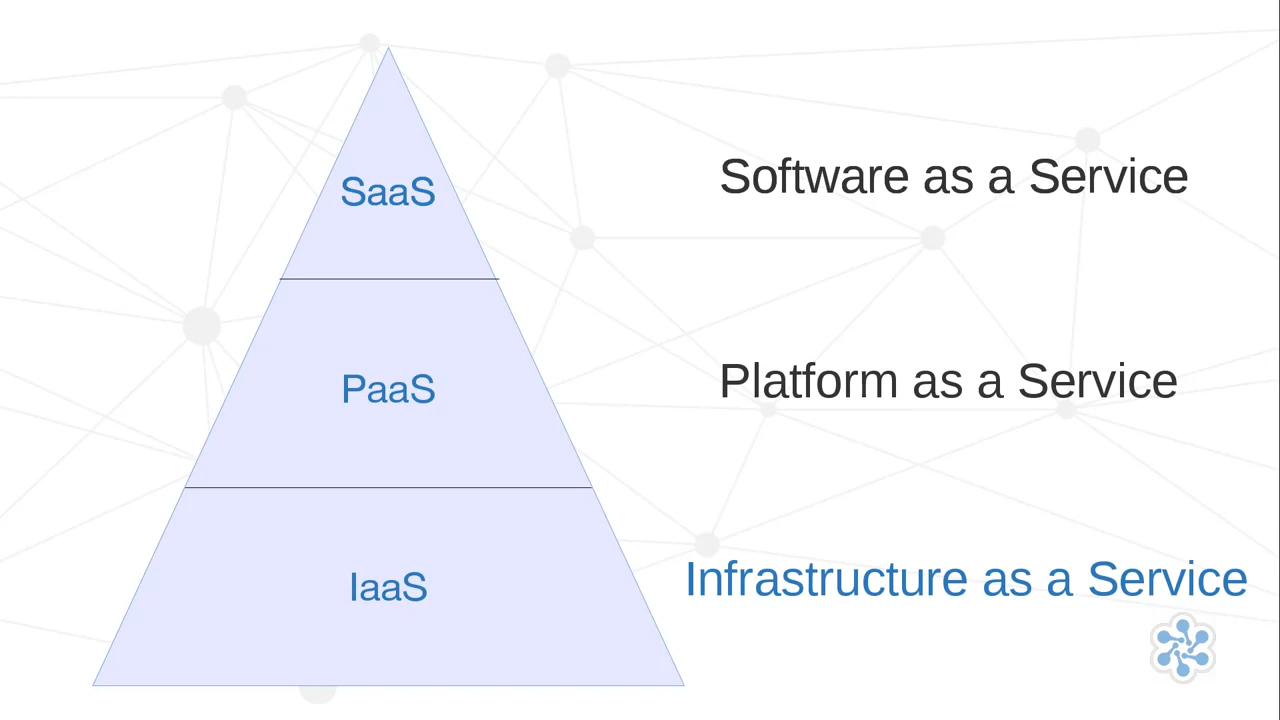 SaaS
Software as a Service
PaaS
Platform as a Service
IaaS
Infrastructure as a Service